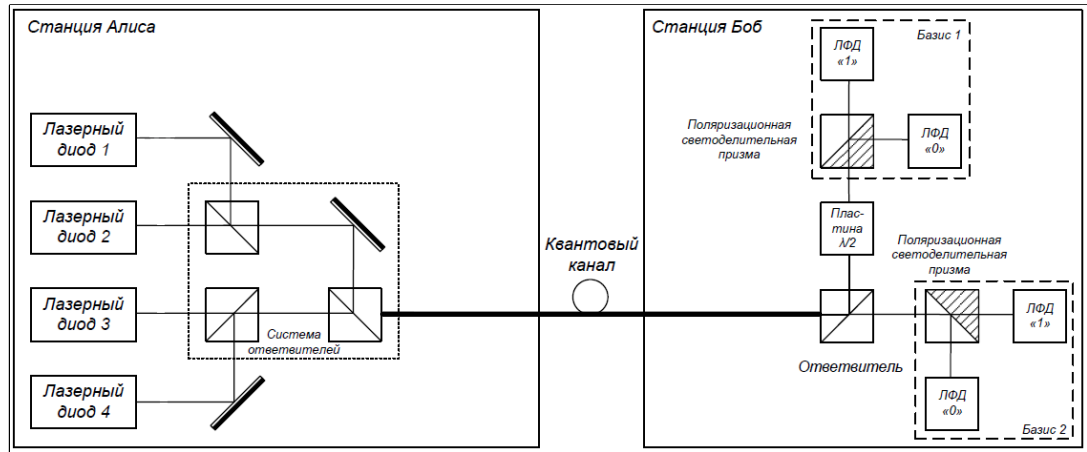 Станция Алиса
Лазерный
диод 1
Лазерный
диод 2
Лазерный
диод 3
Лазерный
диод 4
Система
ответвителей
Квантовый
канал
Станция Боб
Базис 1
ЛФД
«1»
Поляризационная
светоделительная
призма
ЛФД
«0»
Плас-
тина
λ/2
Поляризационная
светоделительная
призма
ЛФД
«1»
Ответвитель
ЛФД
«0»
Базис 2